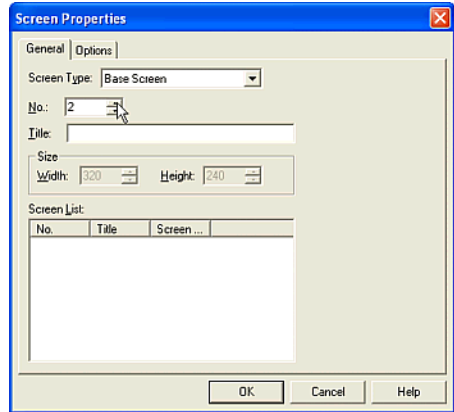 Screen Properties
General Options
Screen Type: Base Screen
No.: 2
Title:
Size
Width: 320 Height: 240
Screen List:
No. Title Screen ...
OK Cancel Help